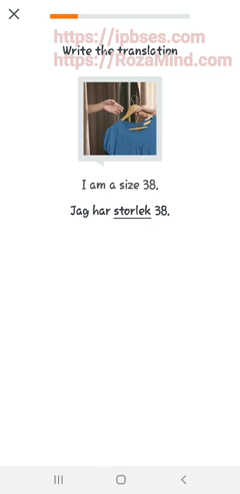 https://ipbses.com
Write the translation
https://RozaMind.com
I am a size 38.
Jag har storlek 38.